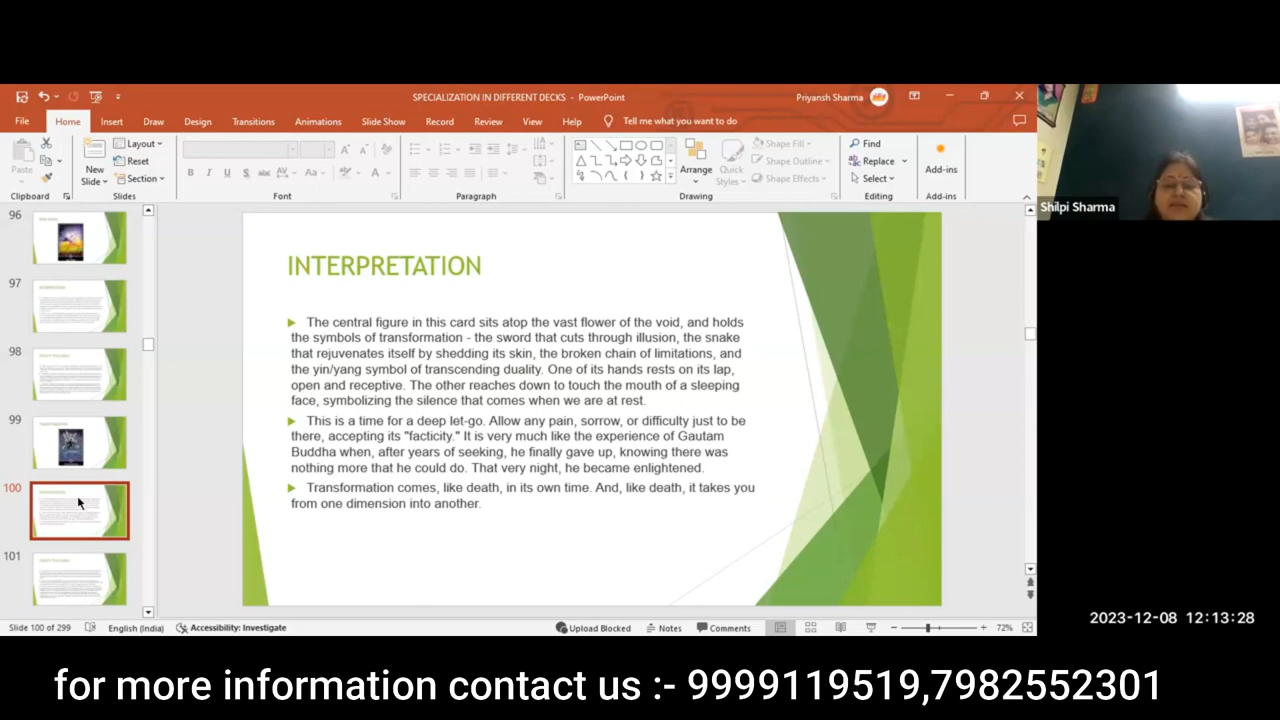 SPECIALIZATION IN DIFFERENT DECKS - PowerPoint
Priyansh Sharma
File Home Insert Draw Design Transitions Animations Slide Show Record Review View Help Tell me what you want to do
Paste
New
Slide
Layout
Reset
Section
B I U S
Aa
Arrange
Quick
Styles
Shape Fill
Shape Outline
Shape Effects
Find
Replace
Select
Add-ins
Clipboard Slides Font Paragraph Drawing Editing Add-ins
Shilpi Sharma
96
97
98
99
100
101
INTERPRETATION
The central figure in this card sits atop the vast flower of the void, and holds
the symbols of transformation - the sword that cuts through illusion, the snake
that rejuvenates itself by shedding its skin, the broken chain of limitations, and
the yin/yang symbol of transcending duality. One of its hands rests on its lap,
open and receptive. The other reaches down to touch the mouth of a sleeping
face, symbolizing the silence that comes when we are at rest.
This is a time for a deep let-go. Allow any pain, sorrow, or difficulty just to be
there, accepting its "facticity." It is very much like the experience of Gautam
Buddha when, after years of seeking, he finally gave up, knowing there was
nothing more that he could do. That very night, he became enlightened.
Transformation comes, like death, in its own time. And, like death, it takes you
from one dimension into another.
Slide 100 of 299 English (India) Accessibility: Investigate Upload Blocked Notes Comments 72%
2023-12-08 12:13:28
for more information contact us :- 9999119519,7982552301